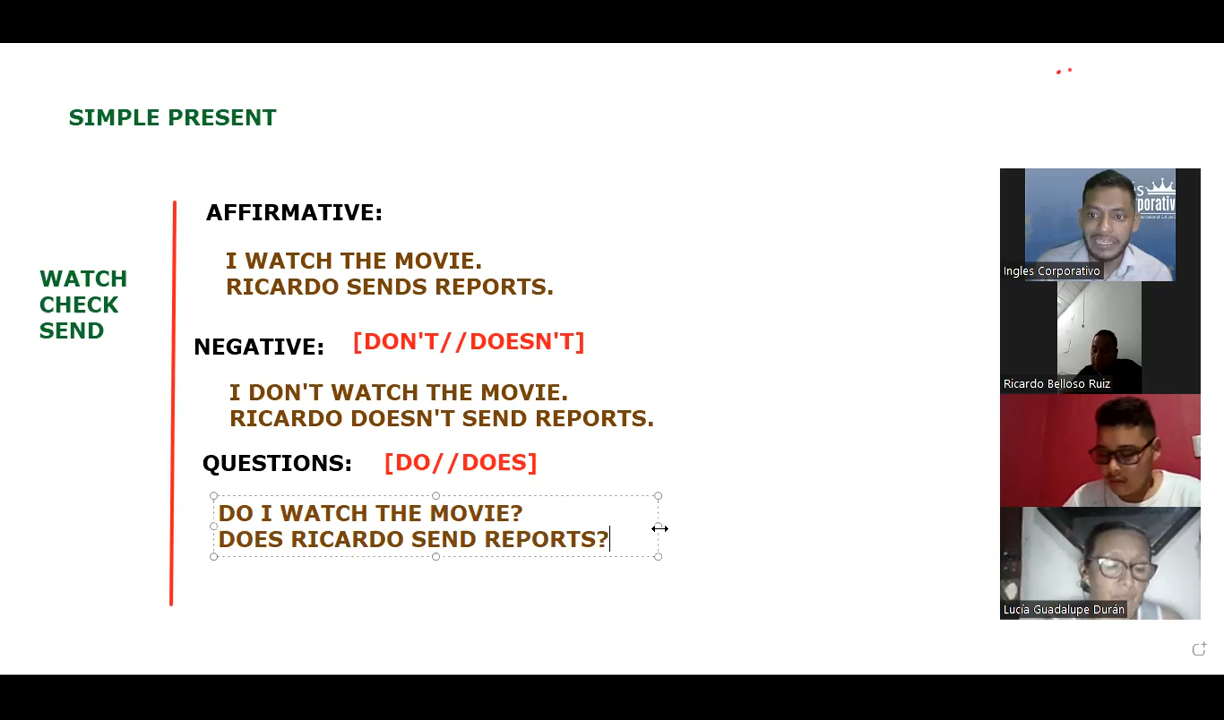 SIMPLE PRESENT
WATCH
CHECK
SEND
AFFIRMATIVE:
I WATCH THE MOVIE.
RICARDO SENDS REPORTS.
NEGATIVE: [DON'T//DOESN'T]
I DON'T WATCH THE MOVIE.
RICARDO DOESN'T SEND REPORTS.
QUESTIONS: [DO//DOES]
DO I WATCH THE MOVIE?
DOES RICARDO SEND REPORTS?
Ingles Corporativo
Ricardo Belloso Ruiz
Lucía Guadalupe Durán